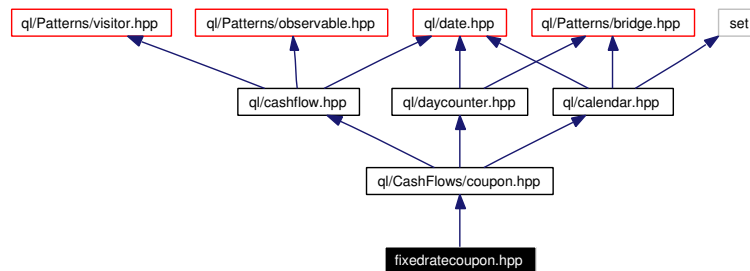 ql/Patterns/visitor.hpp
ql/Patterns/observable.hpp
ql/date.hpp
ql/Patterns/bridge.hpp
set
ql/cashflow.hpp
ql/daycounter.hpp
ql/calendar.hpp
ql/CashFlows/coupon.hpp
fixedratecoupon.hpp